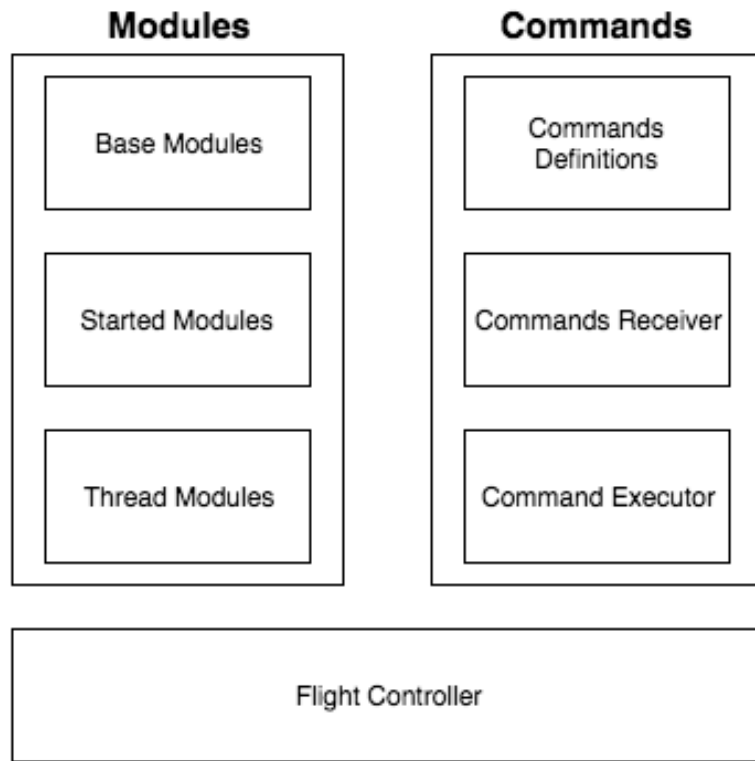 Modules
Base Modules
Started Modules
Thread Modules
Commands
Commands
Definitions
Commands Receiver
Command Executor
Flight Controller